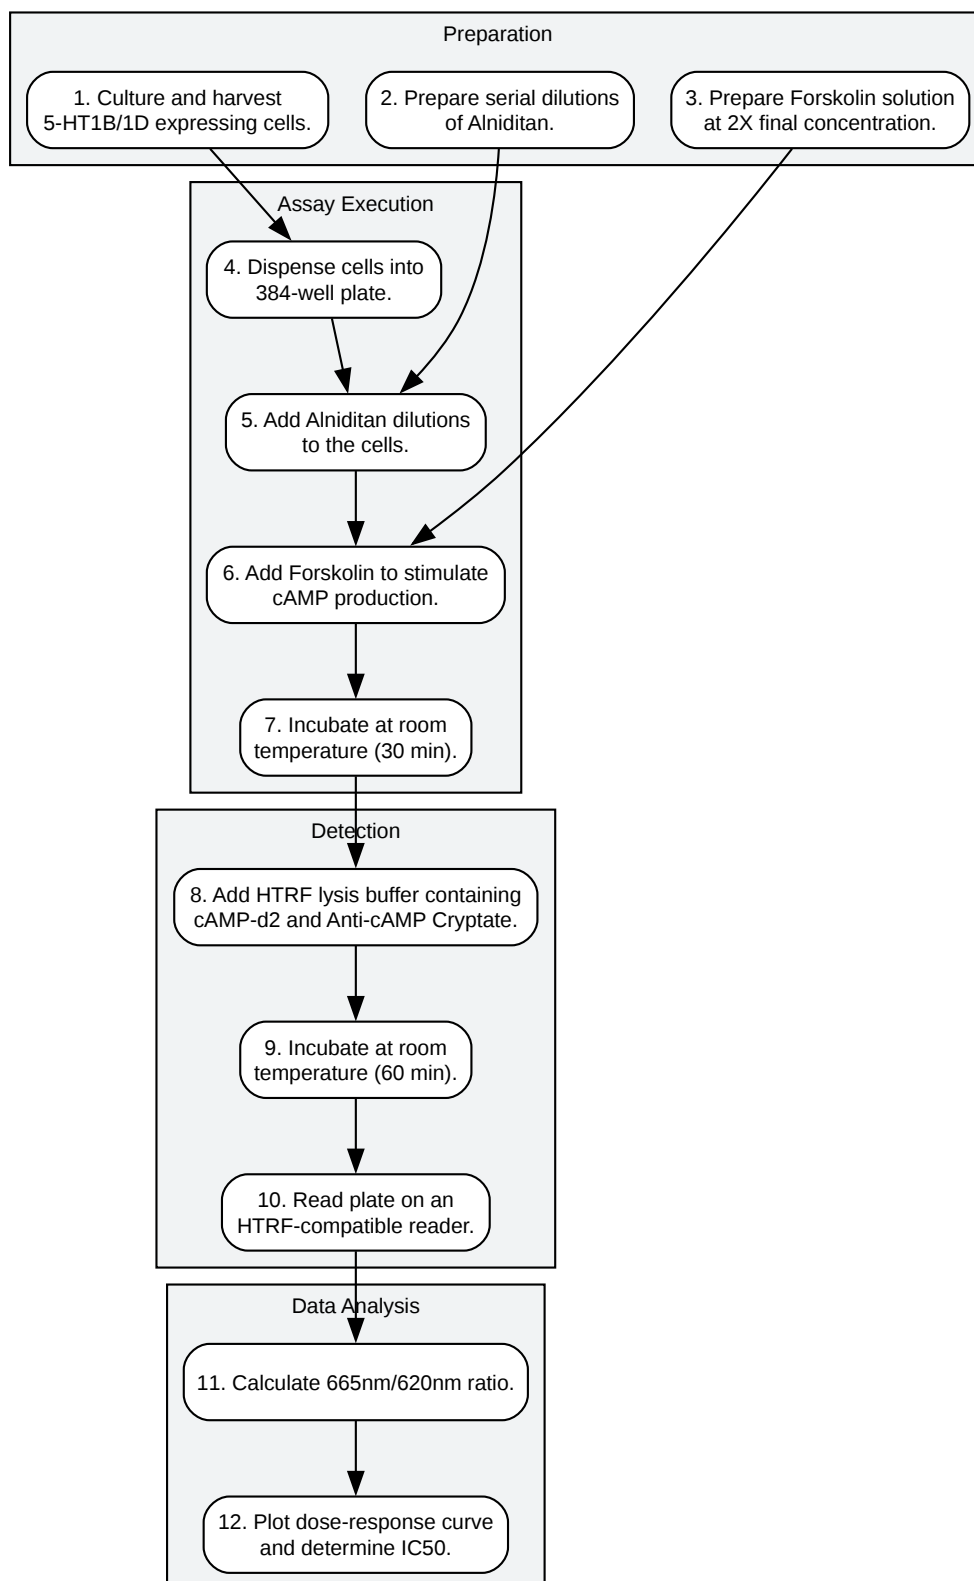 Preparation
1. Culture and harvest
5-HT1B/1D expressing cells.
2. Prepare serial dilutions
of Alniditan.
3. Prepare Forskolin solution
at 2X final concentration.
Assay Execution
4. Dispense cells into
384-well plate.
5. Add Alniditan dilutions
to the cells.
6. Add Forskolin to stimulate
cAMP production.
7. Incubate at room
temperature (30 min).
Detection
8. Add HTRF lysis buffer containing
cAMP-d2 and Anti-cAMP Cryptate.
9. Incubate at room
temperature (60 min).
10. Read plate on an
HTRF-compatible reader.
Data Analysis
11. Calculate 665nm/620nm ratio.
12. Plot dose-response curve
and determine IC50.